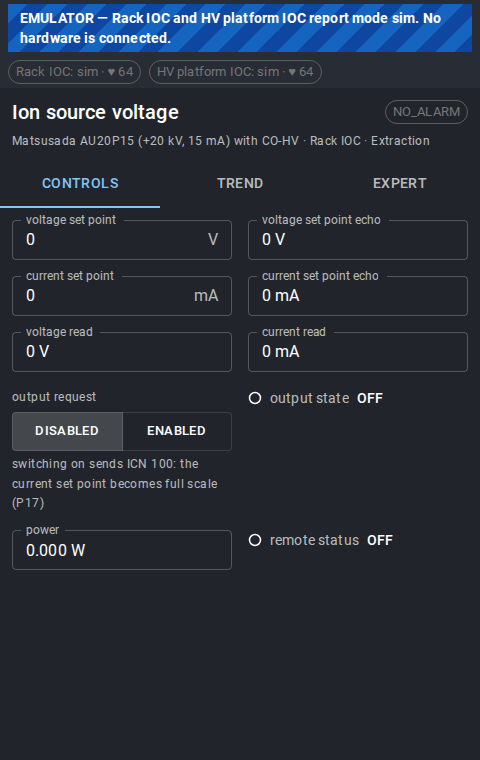 EMULATOR — Rack IOC and HV platform IOC report mode sim. No
hardware is connected.
Rack IOC: sim · ♥ 64
HV platform IOC: sim · ♥ 64
Ion source voltage
NO_ALARM
Matsusada AU20P15 (+20 kV, 15 mA) with CO-HV · Rack IOC · Extraction
CONTROLS
TREND
EXPERT
voltage set point
0 V
voltage set point echo
0 V
current set point
0 mA
current set point echo
0 mA
voltage read
0 V
current read
0 mA
output request
output state OFF
DISABLED
ENABLED
switching on sends ICN 100: the
current set point becomes full scale
(P17)
power
0.000 W
remote status OFF